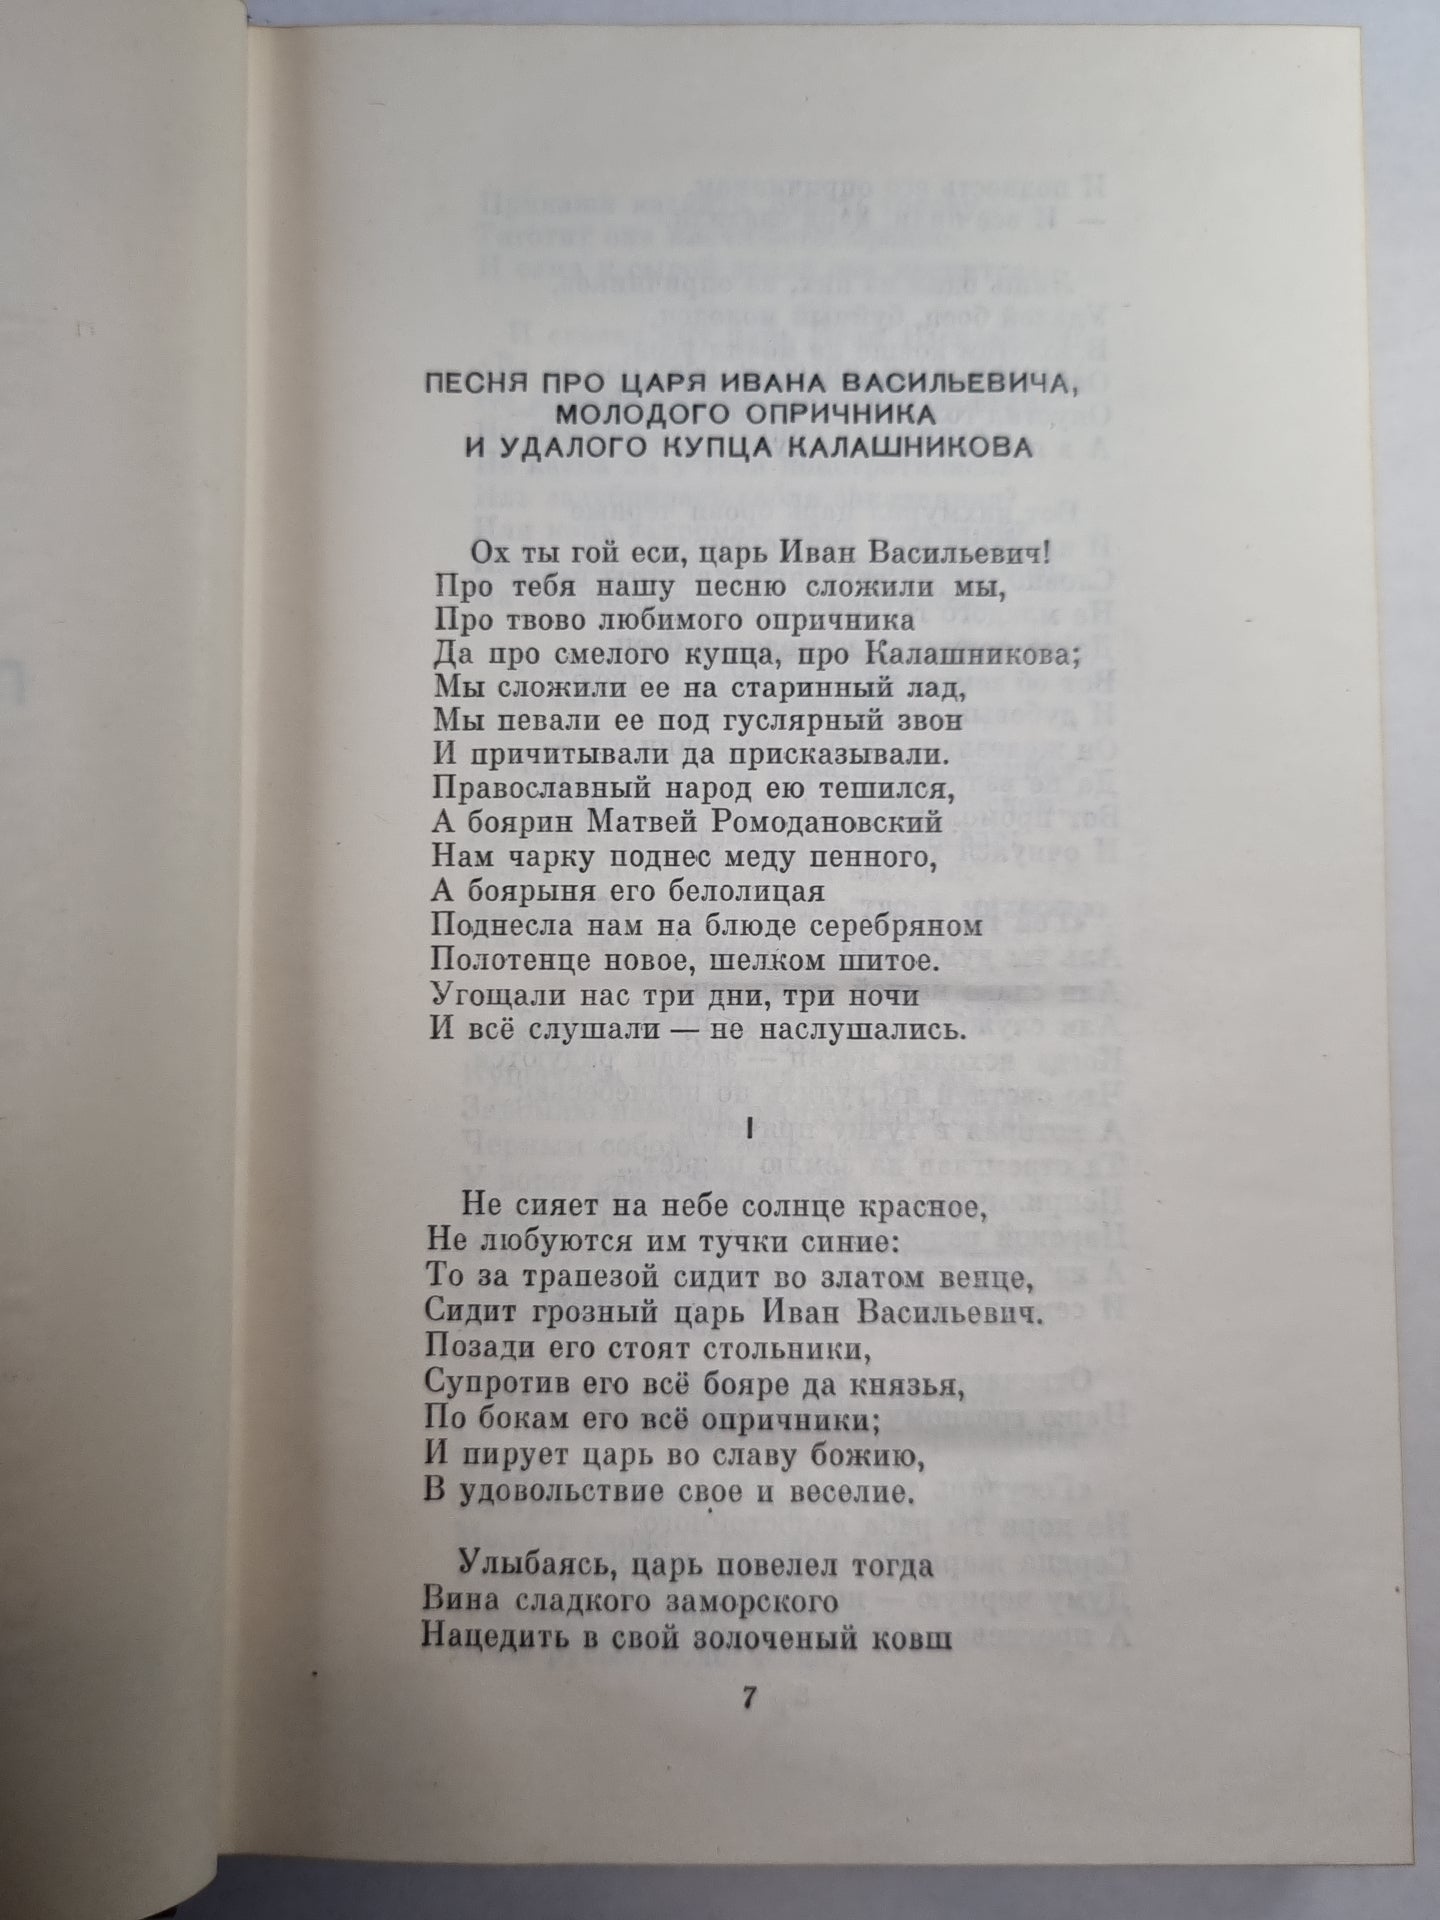 ПЕСНЯ ПРО ЦАРЯ ИВАНА ВАСИЛЬЕВИЧА,
МОЛОДОГО ОПРИЧНИКА
И УДАЛОГО КУПЦА КАЛАШНИКОВА
Ох ты гой еси, царь Иван Васильевич!
Про тебя нашу песню сложили мы,
Про твово любимого опричника
Да про смелого купца, про Калашникова;
Мы сложили ее на старинный лад,
Мы певали ее под гуслярный звон
И причитывали да присказывали.
Православный народ ею тешился,
А боярин Матвей Ромодановский
Нам чарку поднес меду пенного,
А боярыня его белолицая
Поднесла нам на блюде серебряном
Полотенце новое, шелком шитое.
Угощали нас три дни, три ночи
И всё слушали — не наслушались.
I
Не сияет на небе солнце красное,
Не любуются им тучки синие:
То за трапезой сидит во златом венце,
Сидит грозный царь Иван Васильевич.
Позади его стоят стольники,
Супротив его всё бояре да князья,
По бокам его всё опричники;
И пирует царь во славу божию,
В удовольствие свое и веселие.
Улыбаясь, царь повелел тогда
Вина сладкого заморского
Нацедить в свой золоченый ковш
7